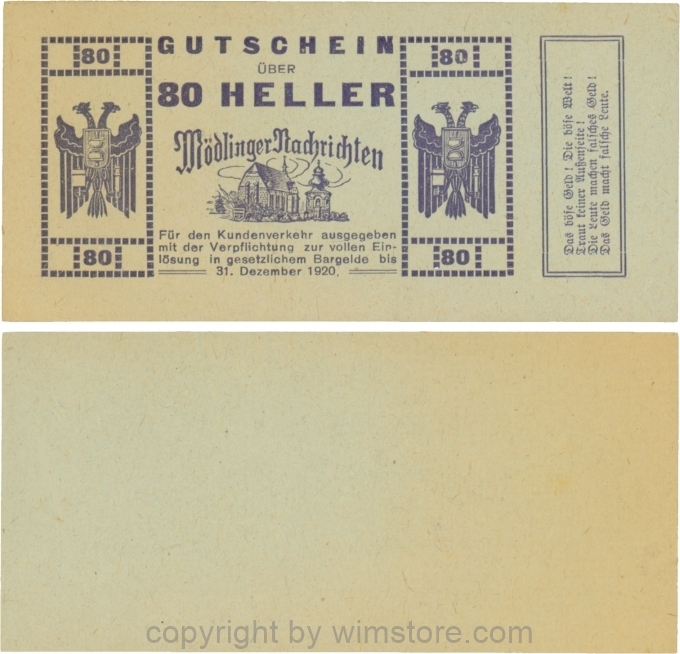 80
GUTSCHEIN
80
ÜBER
80 HELLER
Mödlinger Nachrichten
Für den Kundenverkehr ausgegeben
mit der Verpflichtung zur vollen Ein-
lösung in gesetzlichem Bargelde bis
31. Dezember 1920.
80
80
Das böse Geld! Die böse Welt!
Traut keiner Außenseite!
Die Leute machen falsches Geld!
Das Geld macht falsche Leute.
copyright by wimstore.com